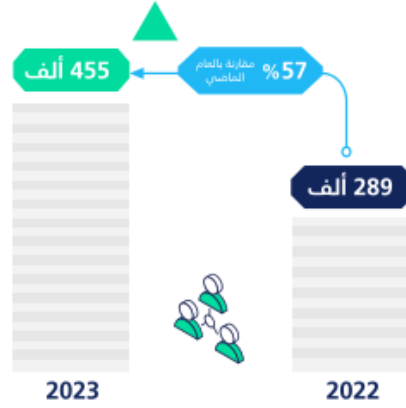 %57 مقارنة بالعام
الماضي
455 ألف
289 ألف
2022
2023